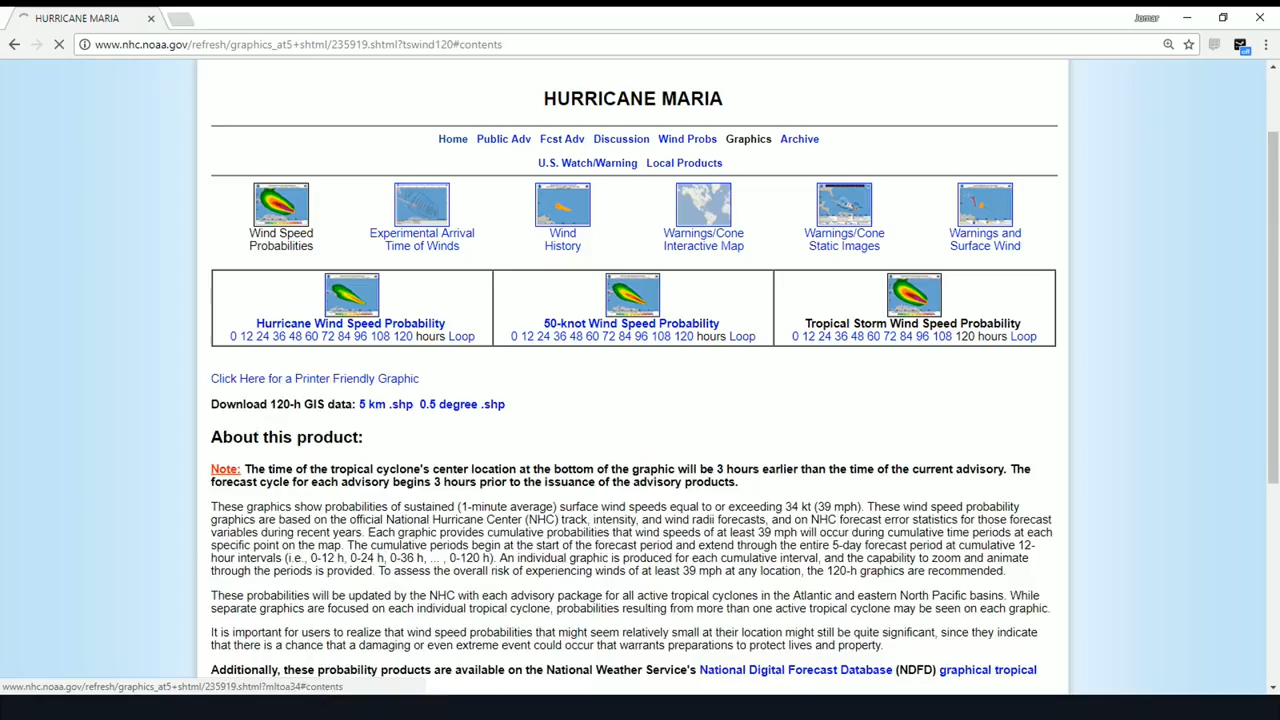 HURRICANE MARIA
Jomar
www.nhc.noaa.gov/refresh/graphics_at5+shtml/235919.shtml?tswind120#contents
off
HURRICANE MARIA
Home Public Adv Fcst Adv Discussion Wind Probs Graphics Archive
U.S. Watch/Warning Local Products
Wind Speed
Probabilities
Experimental Arrival
Time of Winds
Wind
History
Warnings/Cone
Interactive Map
Warnings/Cone
Static Images
Warnings and
Surface Wind
Hurricane Wind Speed Probability
0 12 24 36 48 60 72 84 96 108 120 hours Loop
50-knot Wind Speed Probability
0 12 24 36 48 60 72 84 96 108 120 hours Loop
Tropical Storm Wind Speed Probability
0 12 24 36 48 60 72 84 96 108 120 hours Loop
Click Here for a Printer Friendly Graphic
Download 120-h GIS data: 5 km .shp 0.5 degree .shp
About this product:
Note: The time of the tropical cyclone's center location at the bottom of the graphic will be 3 hours earlier than the time of the current advisory. The
forecast cycle for each advisory begins 3 hours prior to the issuance of the advisory products.
These graphics show probabilities of sustained (1-minute average) surface wind speeds equal to or exceeding 34 kt (39 mph). These wind speed probability
graphics are based on the official National Hurricane Center (NHC) track, intensity, and wind radii forecasts, and on NHC forecast error statistics for those forecast
variables during recent years. Each graphic provides cumulative probabilities that wind speeds of at least 39 mph will occur during cumulative time periods at each
specific point on the map. The cumulative periods begin at the start of the forecast period and extend through the entire 5-day forecast period at cumulative 12-
hour intervals (i.e., 0-12 h, 0-24 h, 0-36 h, ... , 0-120 h). An individual graphic is produced for each cumulative interval, and the capability to zoom and animate
through the periods is provided. To assess the overall risk of experiencing winds of at least 39 mph at any location, the 120-h graphics are recommended.
These probabilities will be updated by the NHC with each advisory package for all active tropical cyclones in the Atlantic and eastern North Pacific basins. While
separate graphics are focused on each individual tropical cyclone, probabilities resulting from more than one active tropical cyclone may be seen on each graphic.
It is important for users to realize that wind speed probabilities that might seem relatively small at their location might still be quite significant, since they indicate
that there is a chance that a damaging or even extreme event could occur that warrants preparations to protect lives and property.
Additionally, these probability products are available on the National Weather Service's National Digital Forecast Database (NDFD) graphical tropical
www.nhc.noaa.gov/refresh/graphics_at5+shtml/235919.shtml?mltoa34#contents